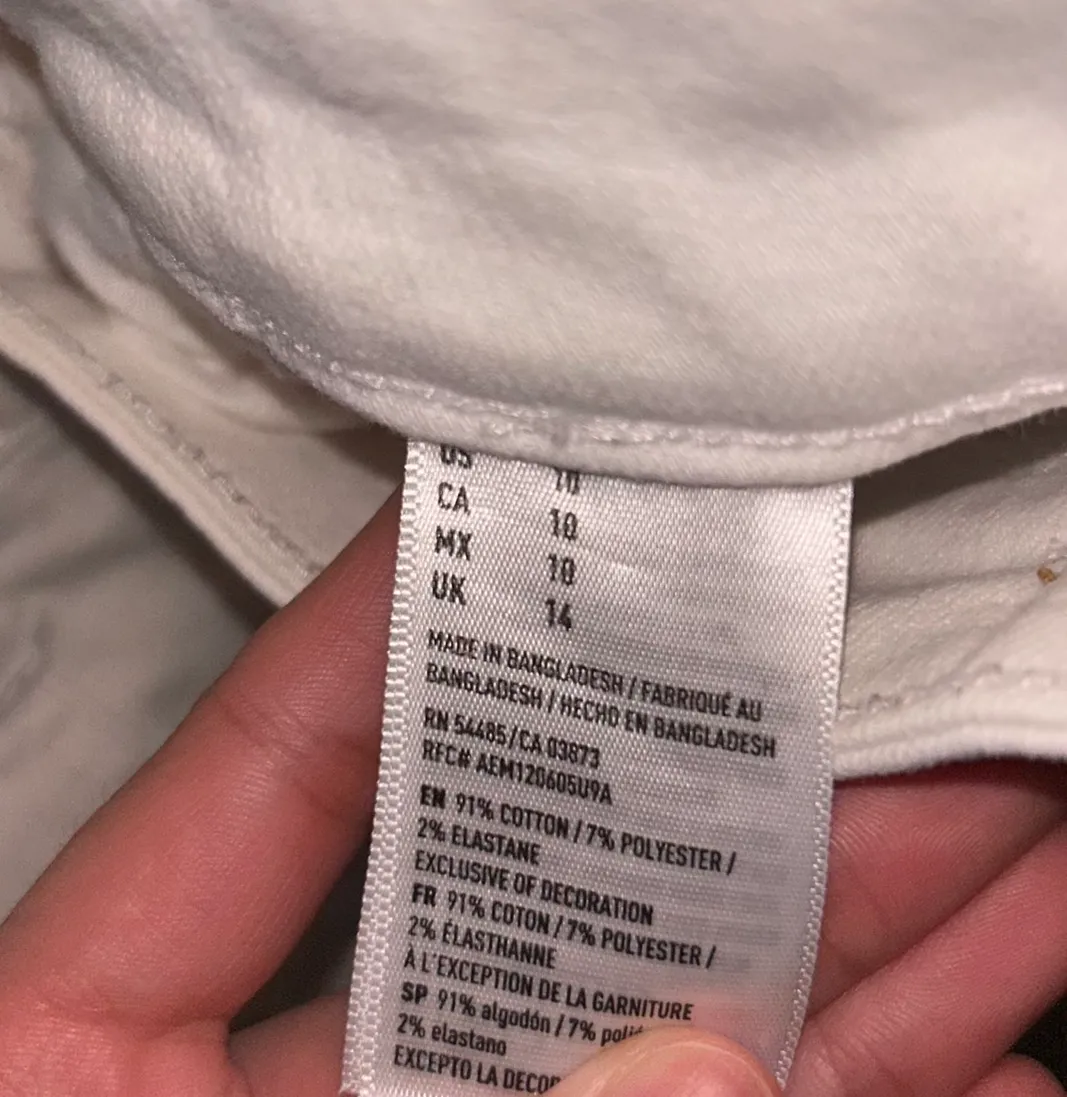 US 10
CA 10
MX 10
UK 14
MADE IN BANGLADESH / FABRIQUÉ AU
BANGLADESH / HECHO EN BANGLADESH
RN 54485/CA 03873
RFC# AEM120605U9A
EN 91% COTTON / 7% POLYESTER /
2% ELASTANE
EXCLUSIVE OF DECORATION
FR 91% COTON / 7% POLYESTER /
2% ÉLASTHANNE
À L'EXCEPTION DE LA GARNITURE
SP 91% algodón / 7%
2% elastano
EXCEPTO LA